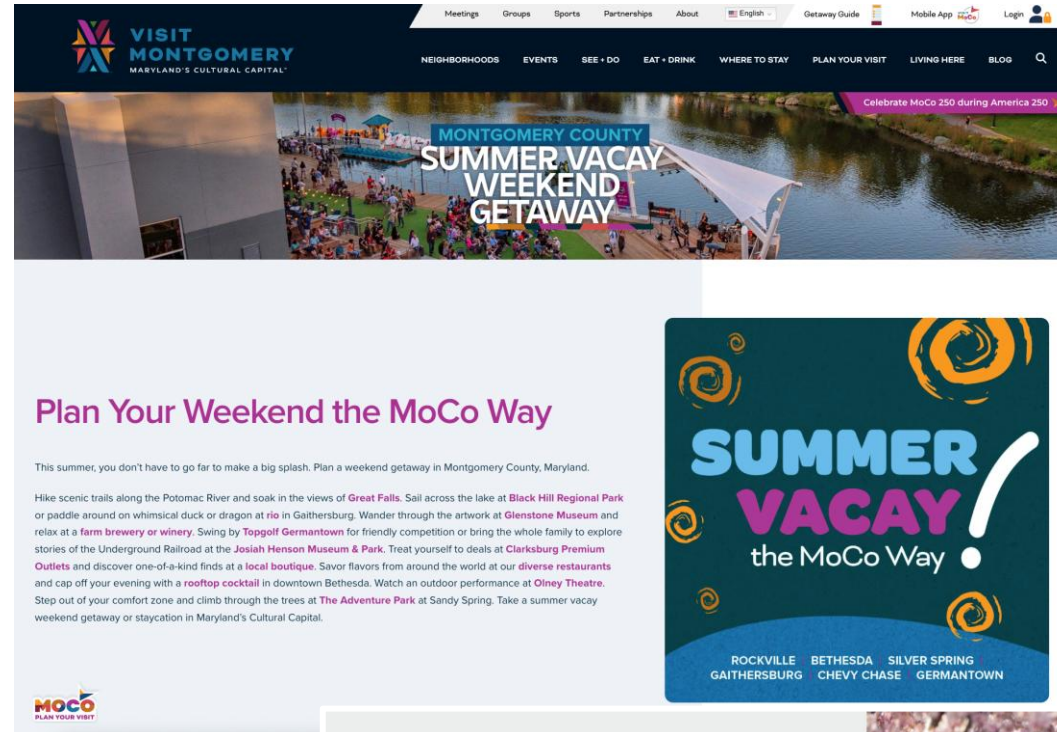 Meetings Groups Sports Partnerships About English Getaway Guide Mobile App MoCo Login
VISIT
MONTGOMERY
MARYLAND'S CULTURAL CAPITAL
NEIGHBORHOODS EVENTS SEE + DO EAT + DRINK WHERE TO STAY PLAN YOUR VISIT LIVING HERE BLOG
Celebrate MoCo 250 during America 250
MONTGOMERY COUNTY
SUMMER VACAY
WEEKEND
GETAWAY
Plan Your Weekend the MoCo Way
This summer, you don't have to go far to make a big splash. Plan a weekend getaway in Montgomery County, Maryland.
Hike scenic trails along the Potomac River and soak in the views of Great Falls. Sail across the lake at Black Hill Regional Park
or paddle around on whimsical duck or dragon at rio in Gaithersburg. Wander through the artwork at Glenstone Museum and
relax at a farm brewery or winery. Swing by Topgolf Germantown for friendly competition or bring the whole family to explore
stories of the Underground Railroad at the Josiah Henson Museum & Park. Treat yourself to deals at Clarksburg Premium
Outlets and discover one-of-a-kind finds at a local boutique. Savor flavors from around the world at our diverse restaurants
and cap off your evening with a rooftop cocktail in downtown Bethesda. Watch an outdoor performance at Olney Theatre.
Step out of your comfort zone and climb through the trees at The Adventure Park at Sandy Spring. Take a summer vacay
weekend getaway or staycation in Maryland's Cultural Capital.
SUMMER
VACAY!
the MoCo Way
ROCKVILLE BETHESDA SILVER SPRING
GAITHERSBURG CHEVY CHASE GERMANTOWN
MOCO
PLAN YOUR VISIT